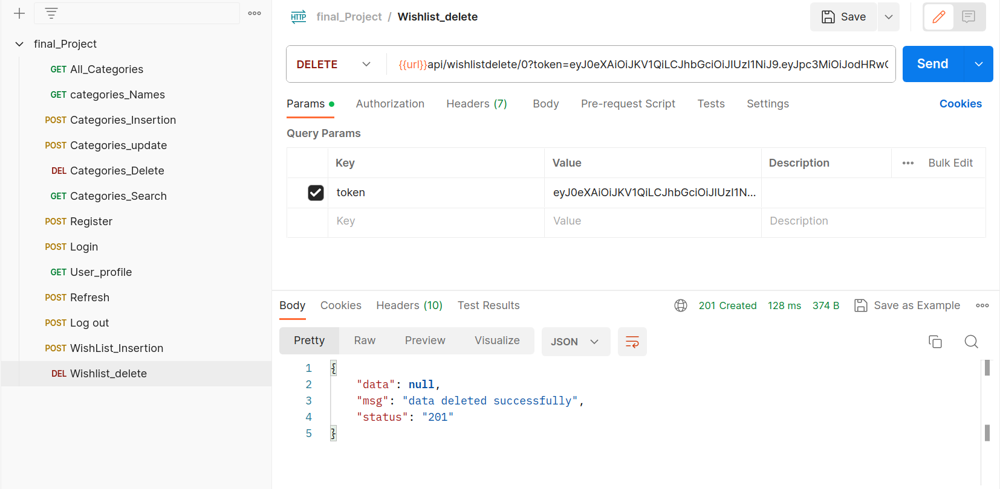 final_Project
GET All_Categories
GET categories_Names
POST Categories_Insertion
POST Categories_update
DEL Categories_Delete
GET Categories_Search
POST Register
POST Login
GET User_profile
POST Refresh
POST Log out
POST WishList_Insertion
DEL Wishlist_delete
HTTP final_Project / Wishlist_delete
Save
DELETE {{url}}api/wishlistdelete/0?token=eyJ0eXAiOiJKV1QiLCJhbGciOiJIUzI1NiJ9.eyJpc3MiOiJodHRw
Send
Params Authorization Headers (7) Body Pre-request Script Tests Settings Cookies
Query Params
Key Value Description Bulk Edit
token eyJ0eXAiOiJKV1QiLCJhbGciOiJIUzI1N...
Key Value Description
Body Cookies Headers (10) Test Results 201 Created 128 ms 374 B Save as Example
Pretty Raw Preview Visualize JSON
1 {
2 "data": null,
3 "msg": "data deleted successfully",
4 "status": "201"
5 }